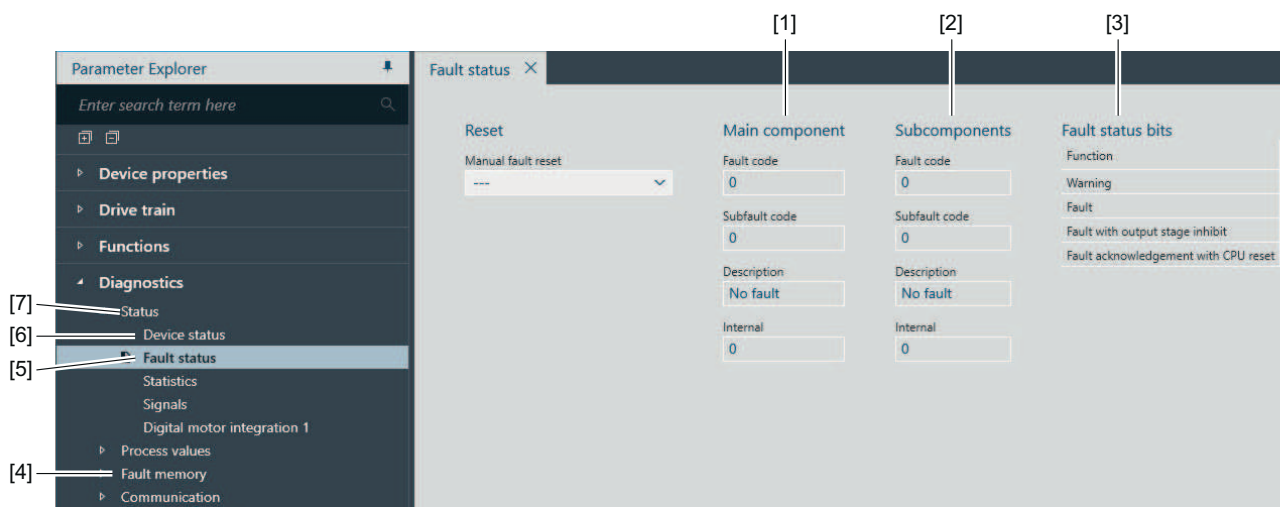 [1] [2] [3]
Parameter Explorer
Enter search term here
Device properties
Drive train
Functions
Diagnostics
[7] Status
[6] Device status
[5] Fault status
Statistics
Signals
Digital motor integration 1
Process values
[4] Fault memory
Communication
Fault status
Reset
Manual fault reset
---
Main component
Fault code
0
Subfault code
0
Description
No fault
Internal
0
Subcomponents
Fault code
0
Subfault code
0
Description
No fault
Internal
0
Fault status bits
Function
Warning
Fault
Fault with output stage inhibit
Fault acknowledgement with CPU reset